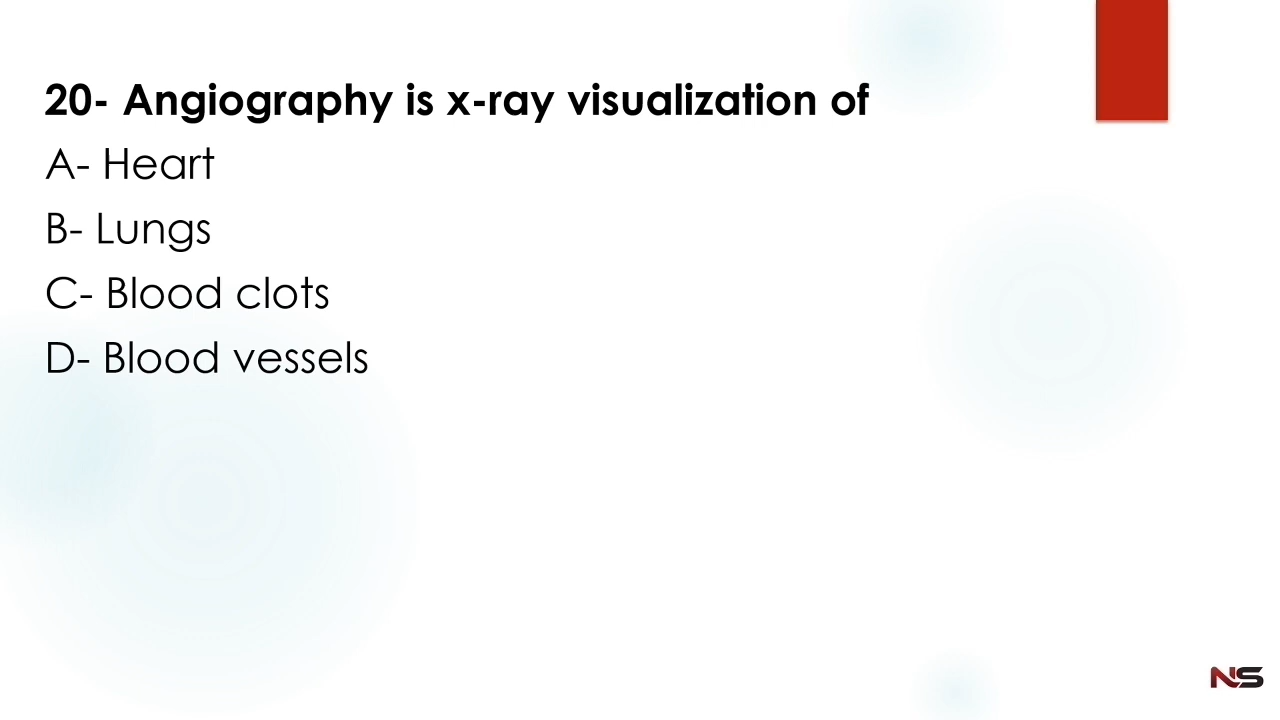 20- Angiography is x-ray visualization of
A- Heart
B- Lungs
C- Blood clots
D- Blood vessels
NS